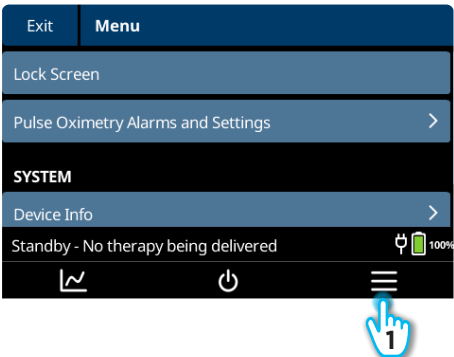 Exit Menu
Lock Screen
Pulse Oximetry Alarms and Settings
SYSTEM
Device Info
Standby - No therapy being delivered 100%
1